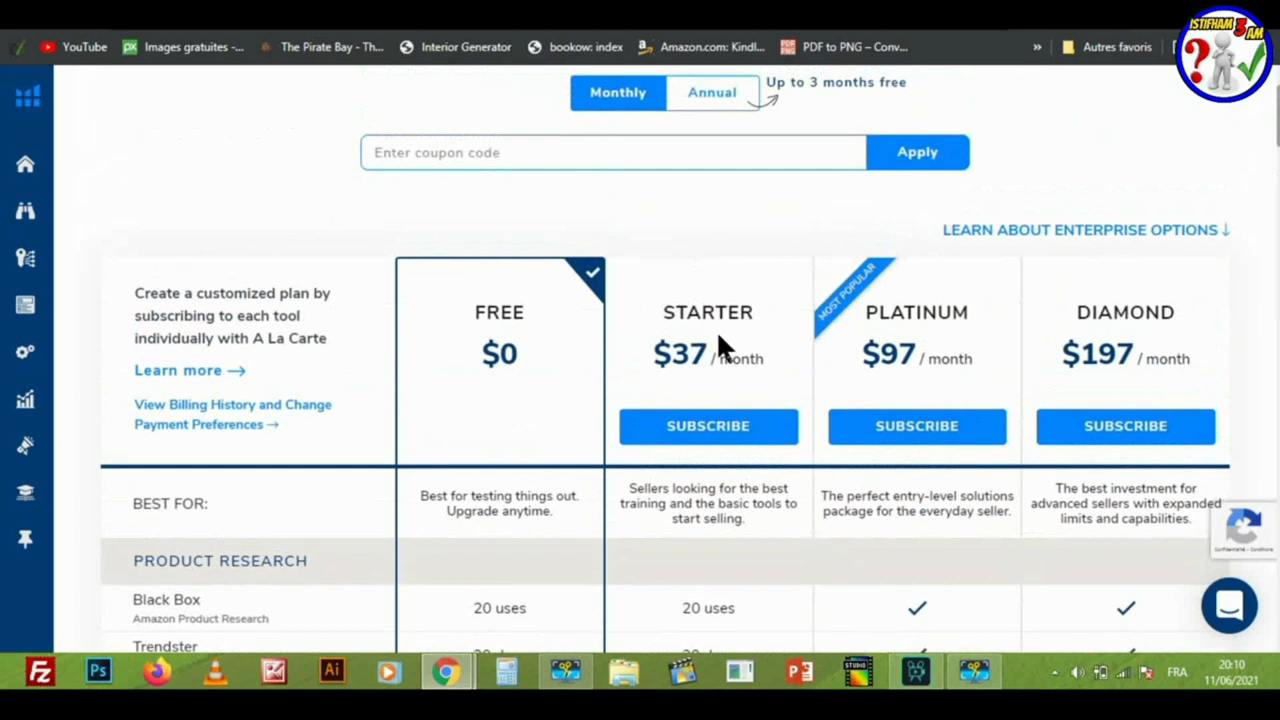 ISTIFHAM
3
AM
YouTube
Images gratuites -...
The Pirate Bay - Th...
Interior Generator
bookow: index
Amazon.com: Kindl...
PDF to PNG – Conv...
»
Autres favoris
Monthly
Annual
Up to 3 months free
Enter coupon code
Apply
LEARN ABOUT ENTERPRISE OPTIONS ↓
Create a customized plan by
subscribing to each tool
individually with A La Carte
Learn more →
View Billing History and Change
Payment Preferences →
FREE
$0
STARTER
$37 / month
SUBSCRIBE
MOST POPULAR
PLATINUM
$97 / month
SUBSCRIBE
DIAMOND
$197 / month
SUBSCRIBE
BEST FOR:
Best for testing things out.
Upgrade anytime.
Sellers looking for the best
training and the basic tools to
start selling.
The perfect entry-level solutions
package for the everyday seller.
The best investment for
advanced sellers with expanded
limits and capabilities.
PRODUCT RESEARCH
Black Box
Amazon Product Research
20 uses
20 uses
Trendster
FRA
20:10
11/06/2021